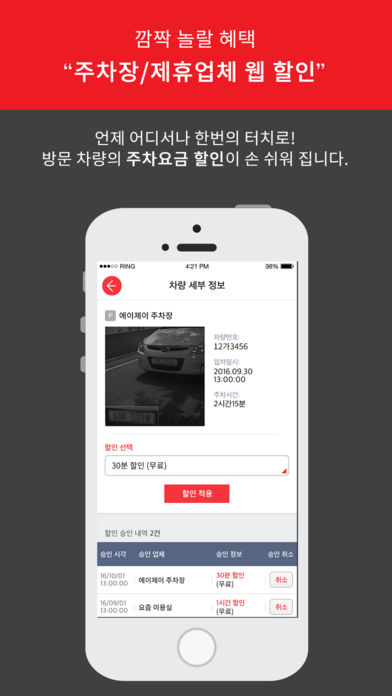 깜짝 놀랄 혜택
“주차장/제휴업체 웹 할인”
언제 어디서나 한번의 터치로!
방문 차량의 주차요금 할인이 손 쉬워 집니다.
RING 4:21 PM 98%
차량 세부 정보
P 에이제이 주차장
차량번호:
12가3456
입차일시:
2016.09.30
13:00:00
주차시간:
2시간15분
할인 선택
30분 할인 (무료)
할인 적용
할인 승인 내역 2건
승인 시각 승인 업체 승인 정보 승인 취소
16/10/01
13:00:00
에이제이 주차장
30분 할인
(무료)
취소
16/09/01
13:00:00
요즘 미용실
1시간 할인
(무료)
취소